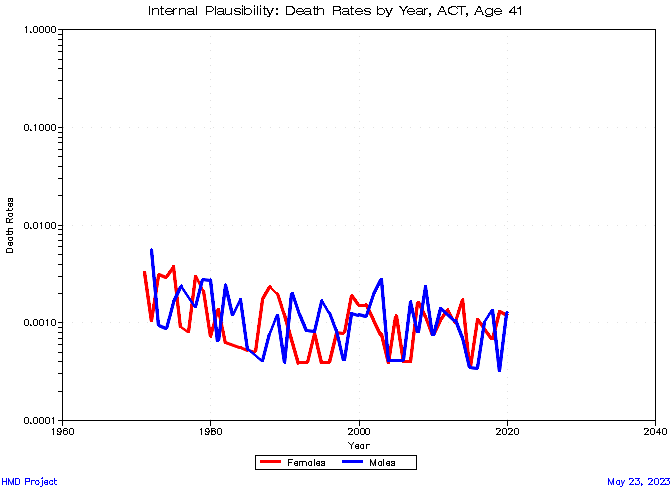 Internal Plausibility: Death Rates by Year, ACT, Age 41
1.0000
0.1000
0.0100
0.0010
0.0001
Death Rates
1960 1980 2000 2020 2040
Year
Females Males
HMD Project May 23, 2023